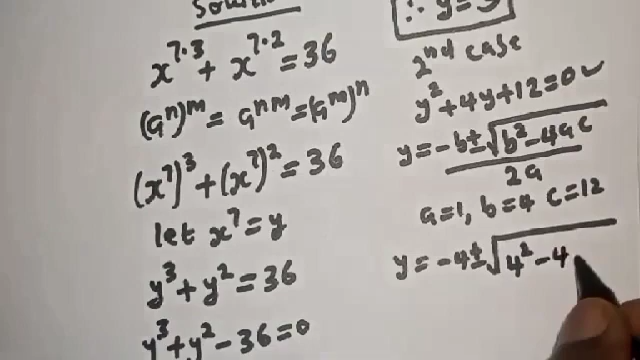 x^7·3 + x^7·2 = 36
(a^n)^m = a^nm = (a^m)^n
(x^7)^3 + (x^7)^2 = 36
let x^7 = y
y^3 + y^2 = 36
y^3 + y^2 - 36 = 0
∴ y = 3
2nd case
y^2 + 4y + 12 = 0 ✓
y = -b ± √b^2 - 4ac
2a
a=1, b=4 c=12
y = -4 ± √4^2 - 4